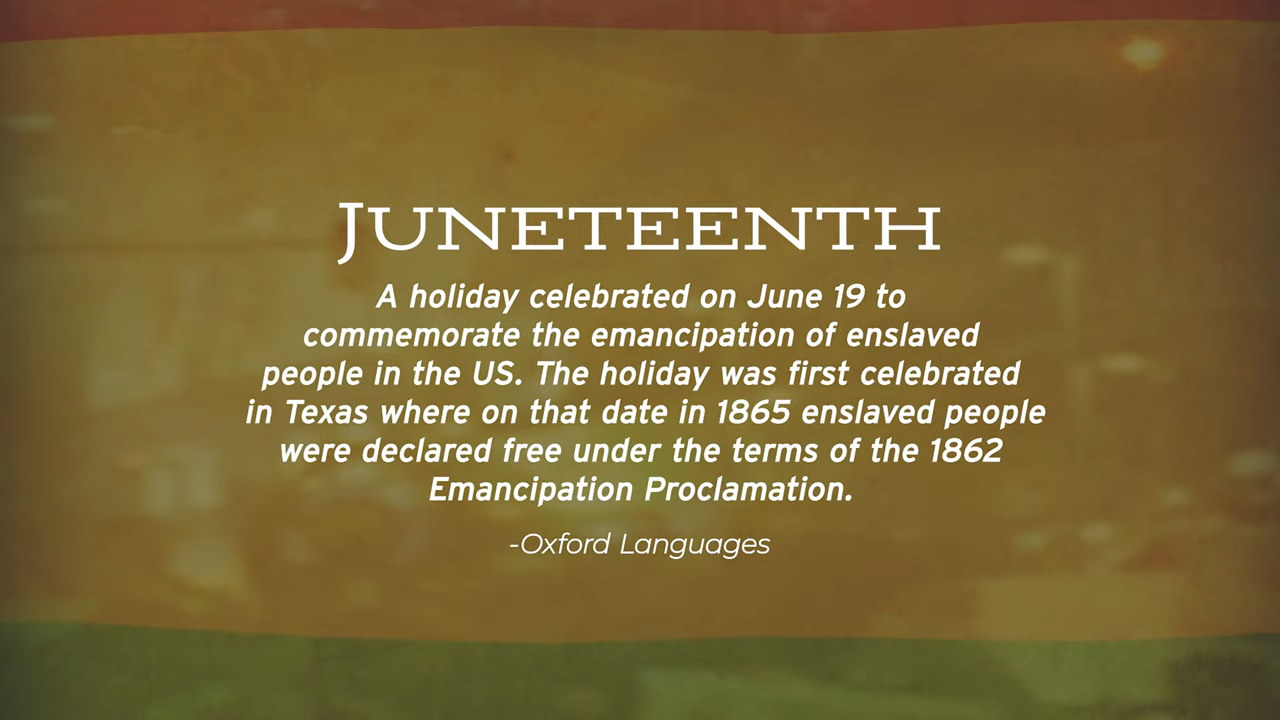 JUNETEENTH
A holiday celebrated on June 19 to
commemorate the emancipation of enslaved
people in the US. The holiday was first celebrated
in Texas where on that date in 1865 enslaved people
were declared free under the terms of the 1862
Emancipation Proclamation.
-Oxford Languages